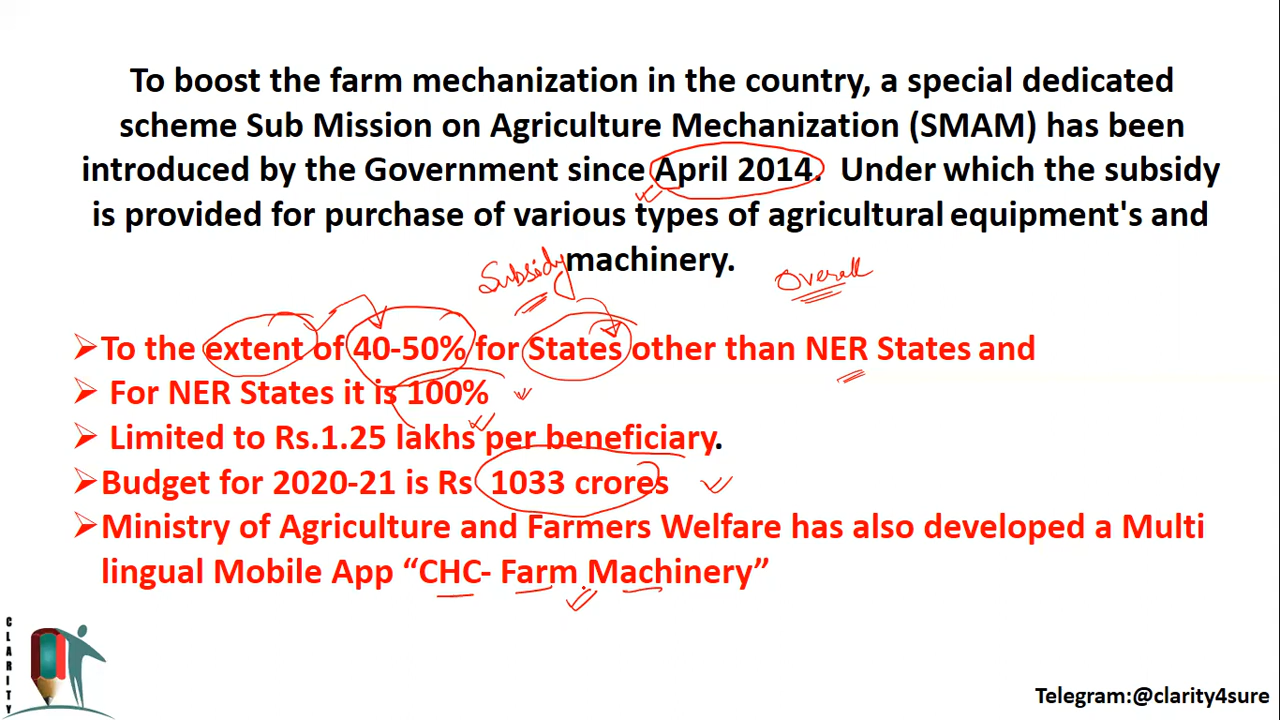 To boost the farm mechanization in the country, a special dedicated
scheme Sub Mission on Agriculture Mechanization (SMAM) has been
introduced by the Government since April 2014. Under which the subsidy
is provided for purchase of various types of agricultural equipment's and
machinery.
Subsidy
Overall
➢To the extent of 40-50% for States other than NER States and
➢ For NER States it is 100%
➢ Limited to Rs.1.25 lakhs per beneficiary.
➢Budget for 2020-21 is Rs 1033 crores
➢Ministry of Agriculture and Farmers Welfare has also developed a Multi
lingual Mobile App “CHC- Farm Machinery”
CLARITY
Telegram:@clarity4sure